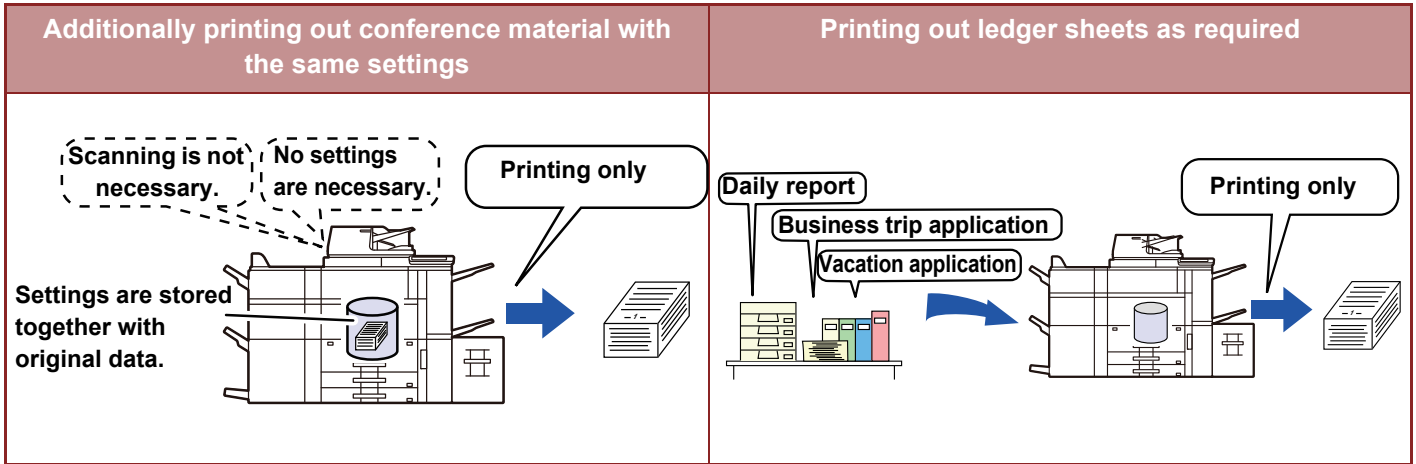 Additionally printing out conference material with
the same settings
Scanning is not
necessary.
No settings
are necessary.
Printing only
Settings are stored
together with
original data.
-1-
Printing out ledger sheets as required
Daily report
Business trip application
Vacation application
Printing only
-1-